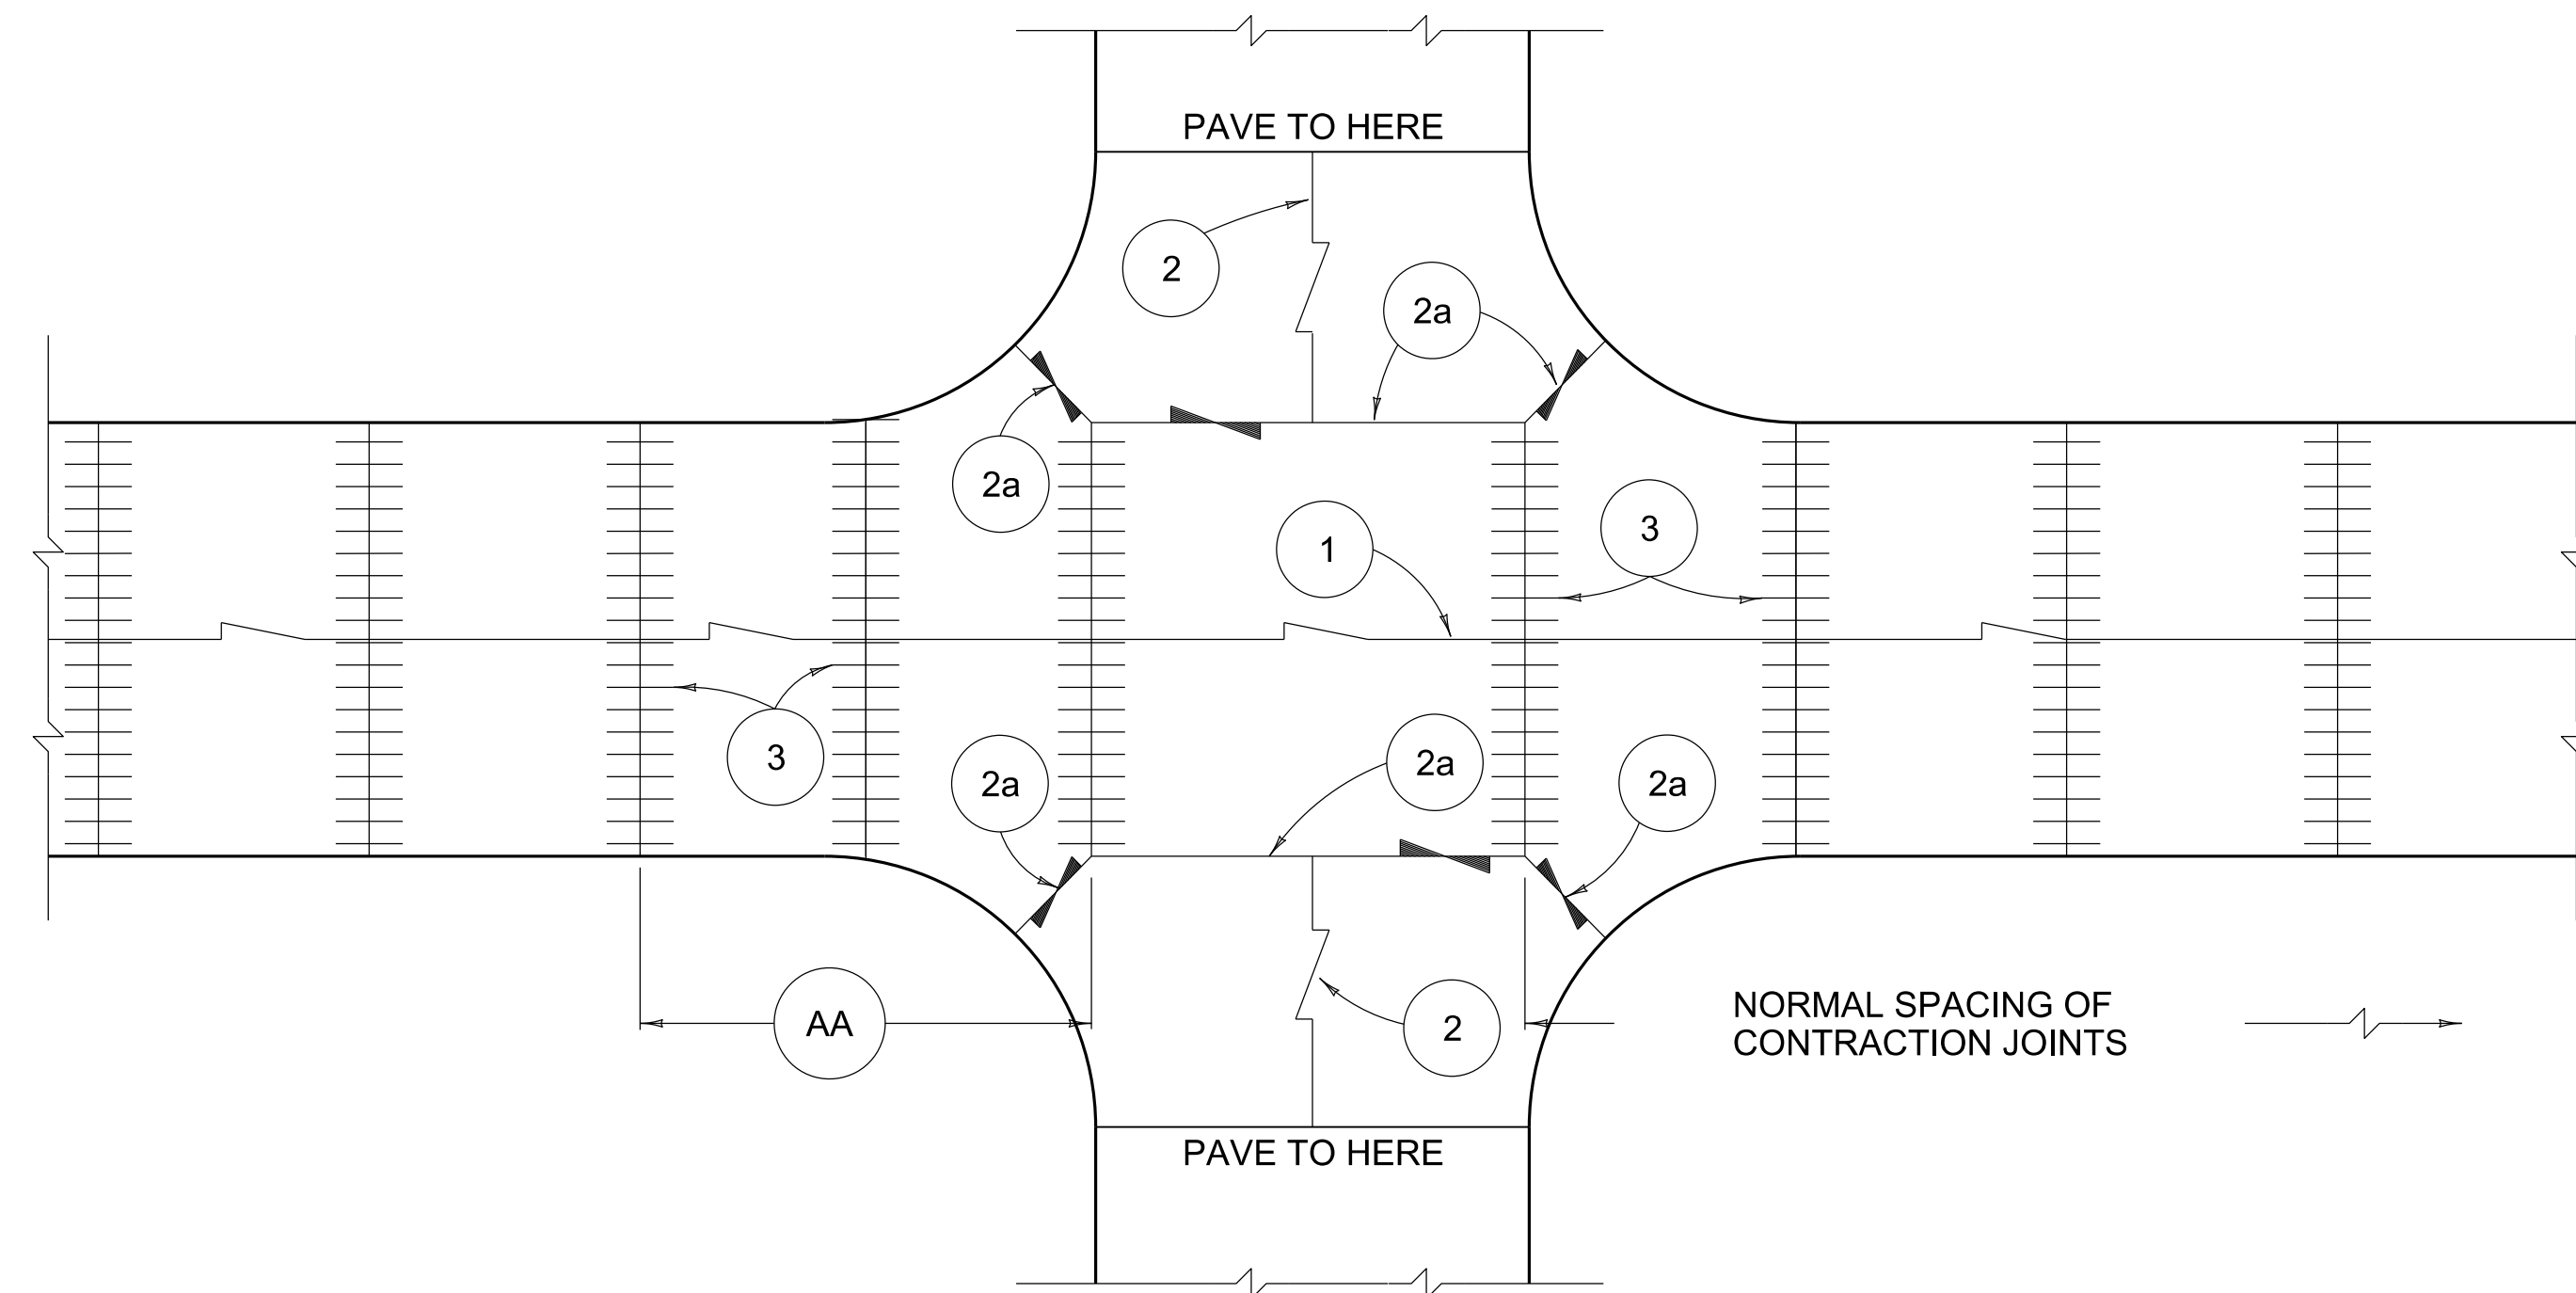 PAVE TO HERE
2
2a
2a
1
3
3
2a
2a
2a
AA
2
NORMAL SPACING OF
CONTRACTION JOINTS
PAVE TO HERE